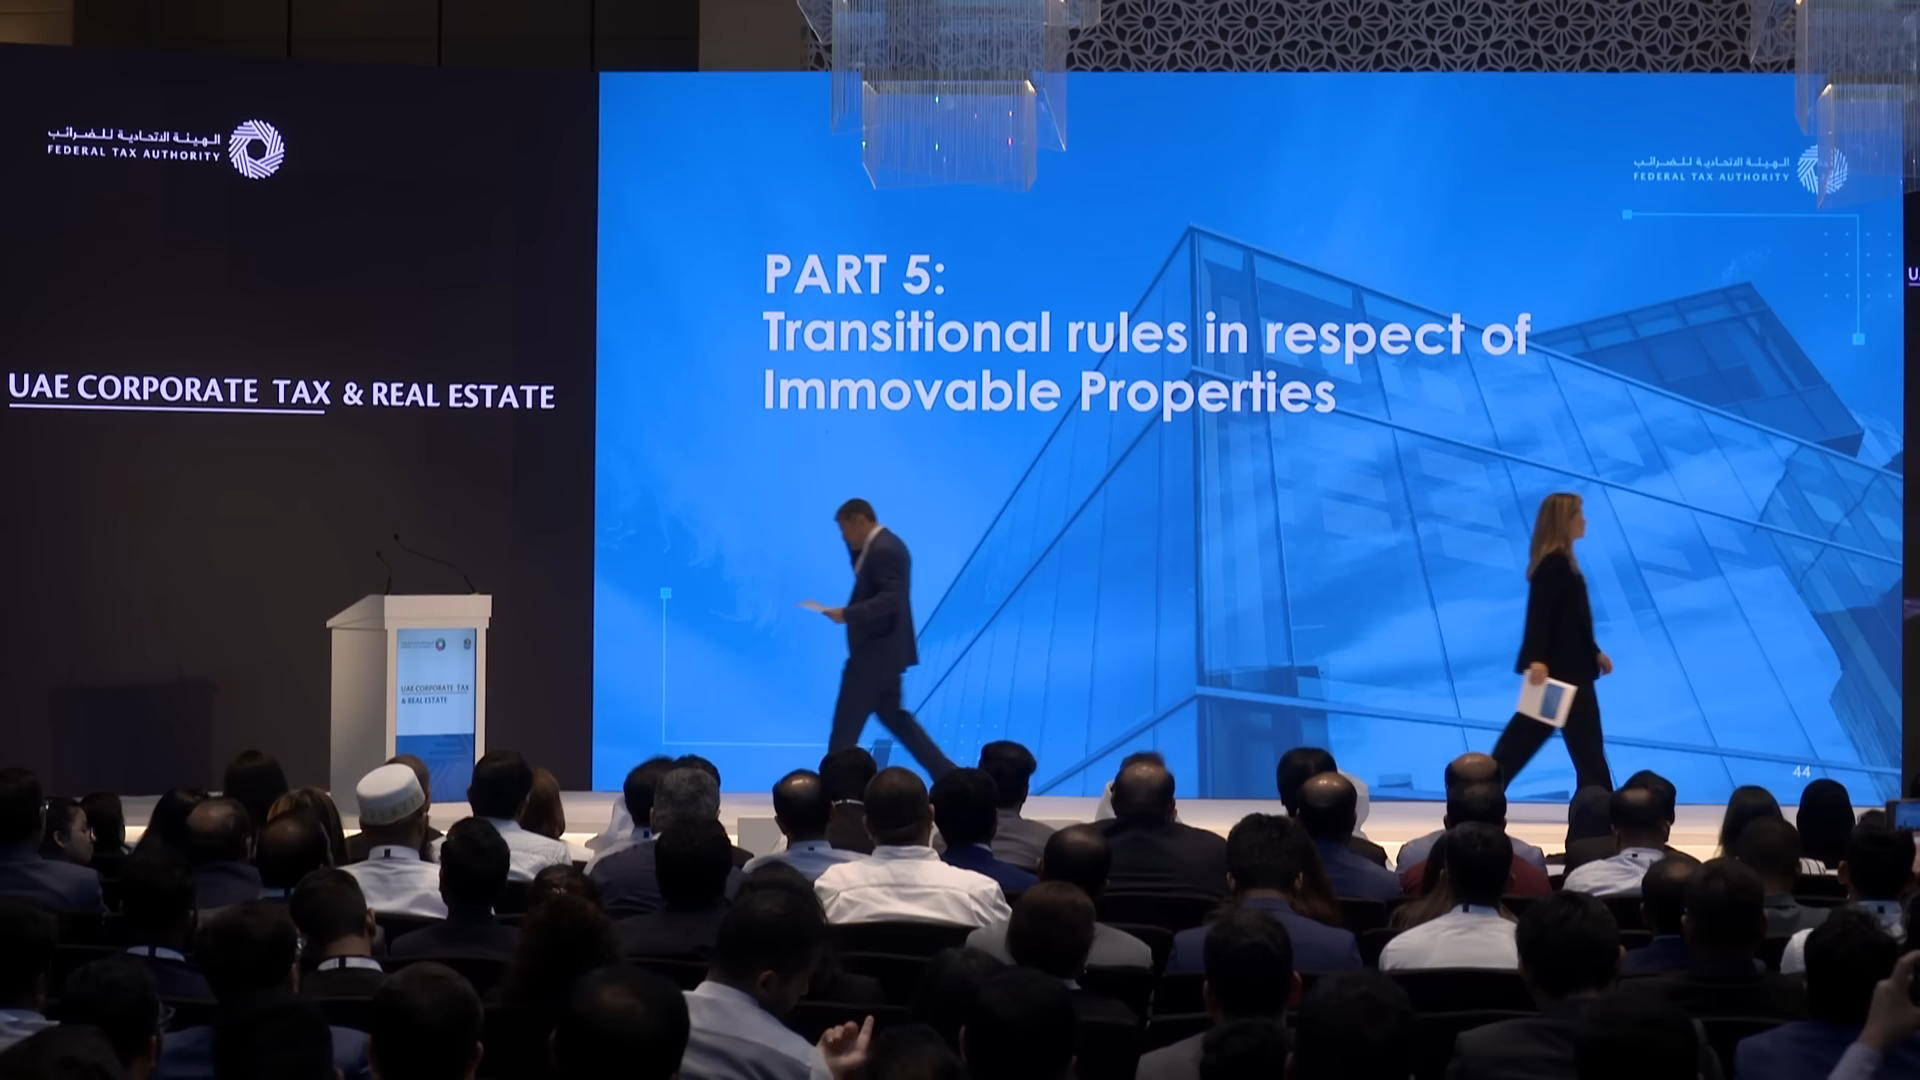 الهيئة الاتحادية للضرائب
FEDERAL TAX AUTHORITY
UAE CORPORATE TAX & REAL ESTATE
الهيئة الاتحادية للضرائب
FEDERAL TAX AUTHORITY
PART 5:
Transitional rules in respect of
Immovable Properties
44
UAE CORPORATE TAX
& REAL ESTATE